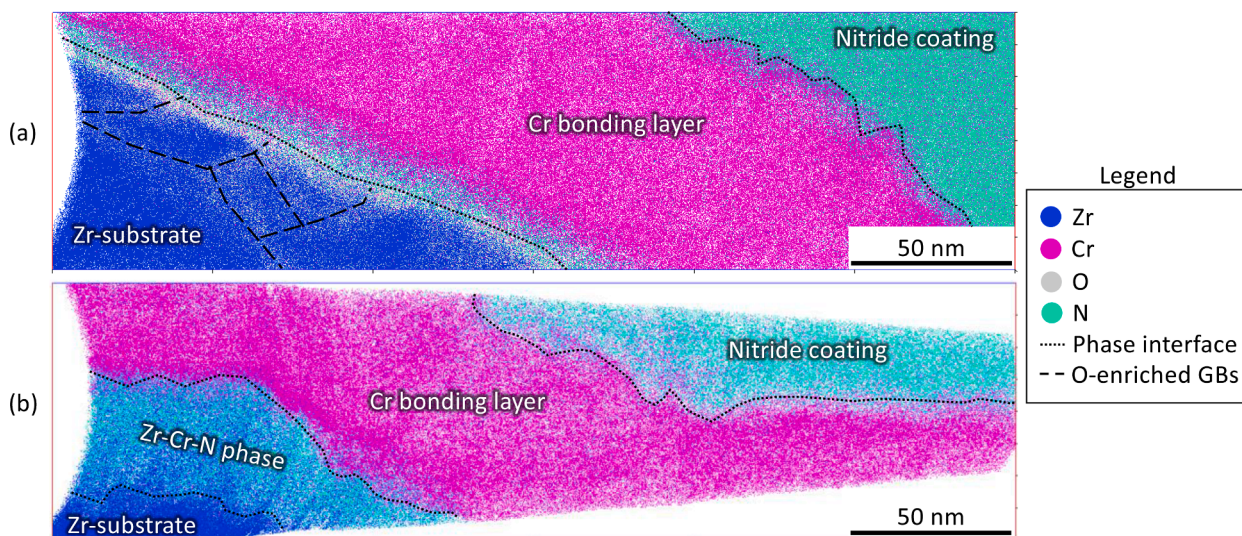 (a)
Nitride coating
Cr bonding layer
Zr-substrate
50 nm
(b)
Nitride coating
Cr bonding layer
Zr-Cr-N phase
Zr-substrate
50 nm
Legend
Zr
Cr
O
N
Phase interface
O-enriched GBs